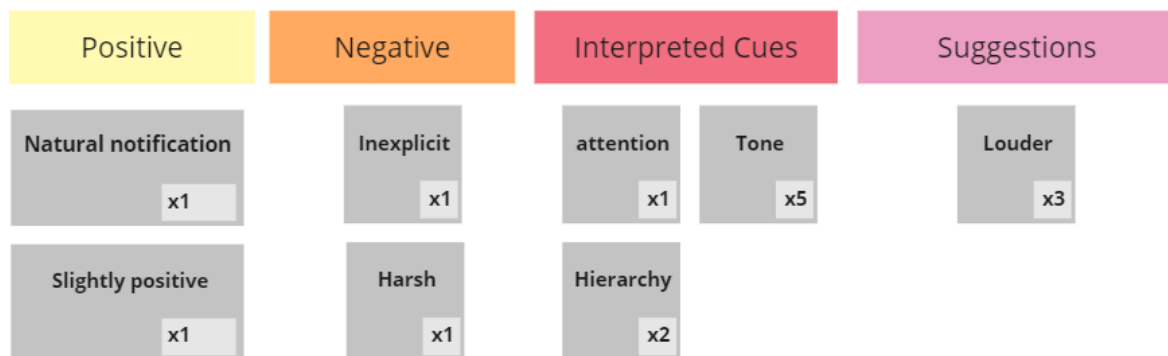 Positive
Negative
Interpreted Cues
Suggestions
Natural notification
x1
Inexplicit
x1
attention
x1
Tone
x5
Louder
x3
Slightly positive
x1
Harsh
x1
Hierarchy
x2